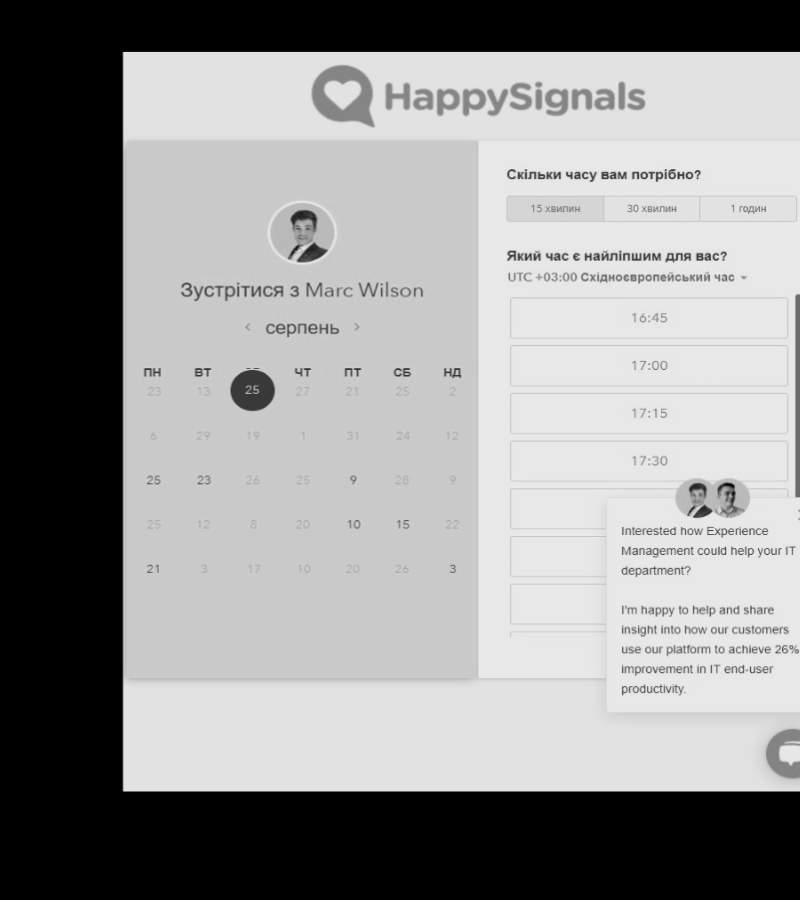 HappySignals
Зустрітися з Marc Wilson
‹ серпень ›
ПН ВТ ЧТ ПТ СБ НД
23 13 25 27 21 25 2
6 29 19 1 31 24 12
25 23 26 25 9 28 9
25 12 8 20 10 15 22
21 3 17 10 20 26 3
Скільки часу вам потрібно?
15 хвилин 30 хвилин 1 годин
Який час є найліпшим для вас?
UTC +03:00 Східноєвропейський час
16:45
17:00
17:15
17:30
Interested how Experience
Management could help your IT
department?
I'm happy to help and share
insight into how our customers
use our platform to achieve 26%
improvement in IT end-user
productivity.